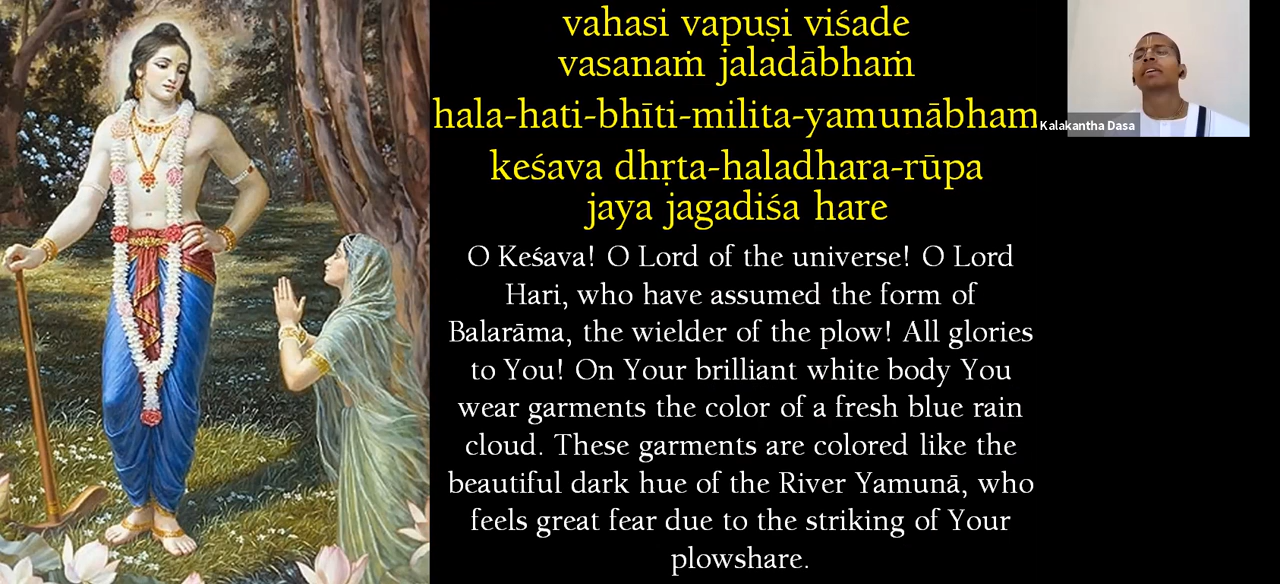 vahasi vapuṣi viśade
vasanaṁ jaladābhaṁ
hala-hati-bhīti-milita-yamunābham
keśava dhṛta-haladhara-rūpa
jaya jagadiśa hare
O Keśava! O Lord of the universe! O Lord
Hari, who have assumed the form of
Balarāma, the wielder of the plow! All glories
to You! On Your brilliant white body You
wear garments the color of a fresh blue rain
cloud. These garments are colored like the
beautiful dark hue of the River Yamunā, who
feels great fear due to the striking of Your
plowshare.
Kalakantha Dasa